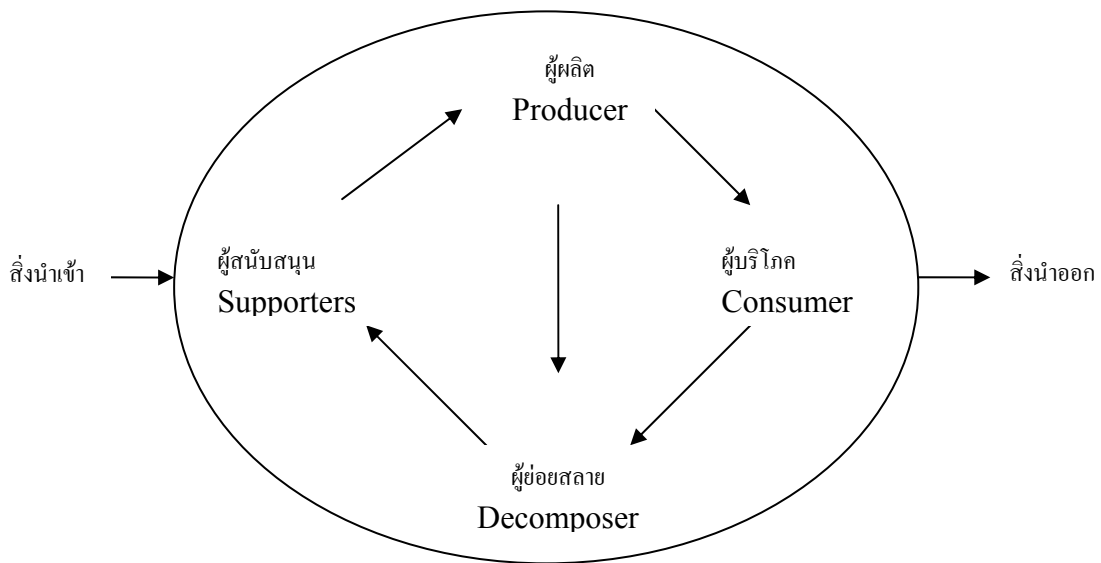 ผู้ผลิต
Producer
สิ่งนำเข้า
ผู้สนับสนุน
Supporters
ผู้บริโภค
Consumer
สิ่งนำออก
ผู้ย่อยสลาย
Decomposer